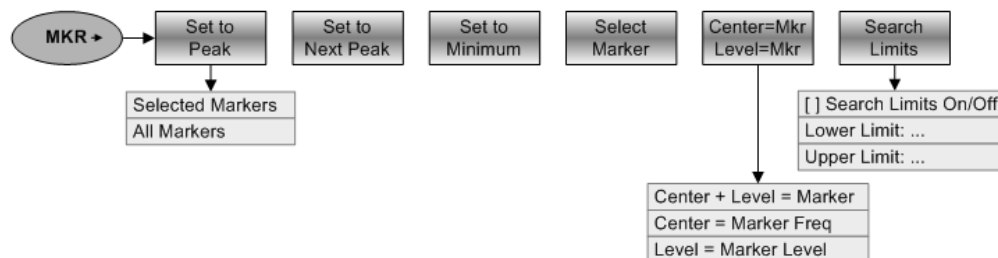 MKR →
Set to
Peak
Set to
Next Peak
Set to
Minimum
Select
Marker
Center=Mkr
Level=Mkr
Search
Limits
Selected Markers
All Markers
[ ] Search Limits On/Off
Lower Limit: ...
Upper Limit: ...
Center + Level = Marker
Center = Marker Freq
Level = Marker Level